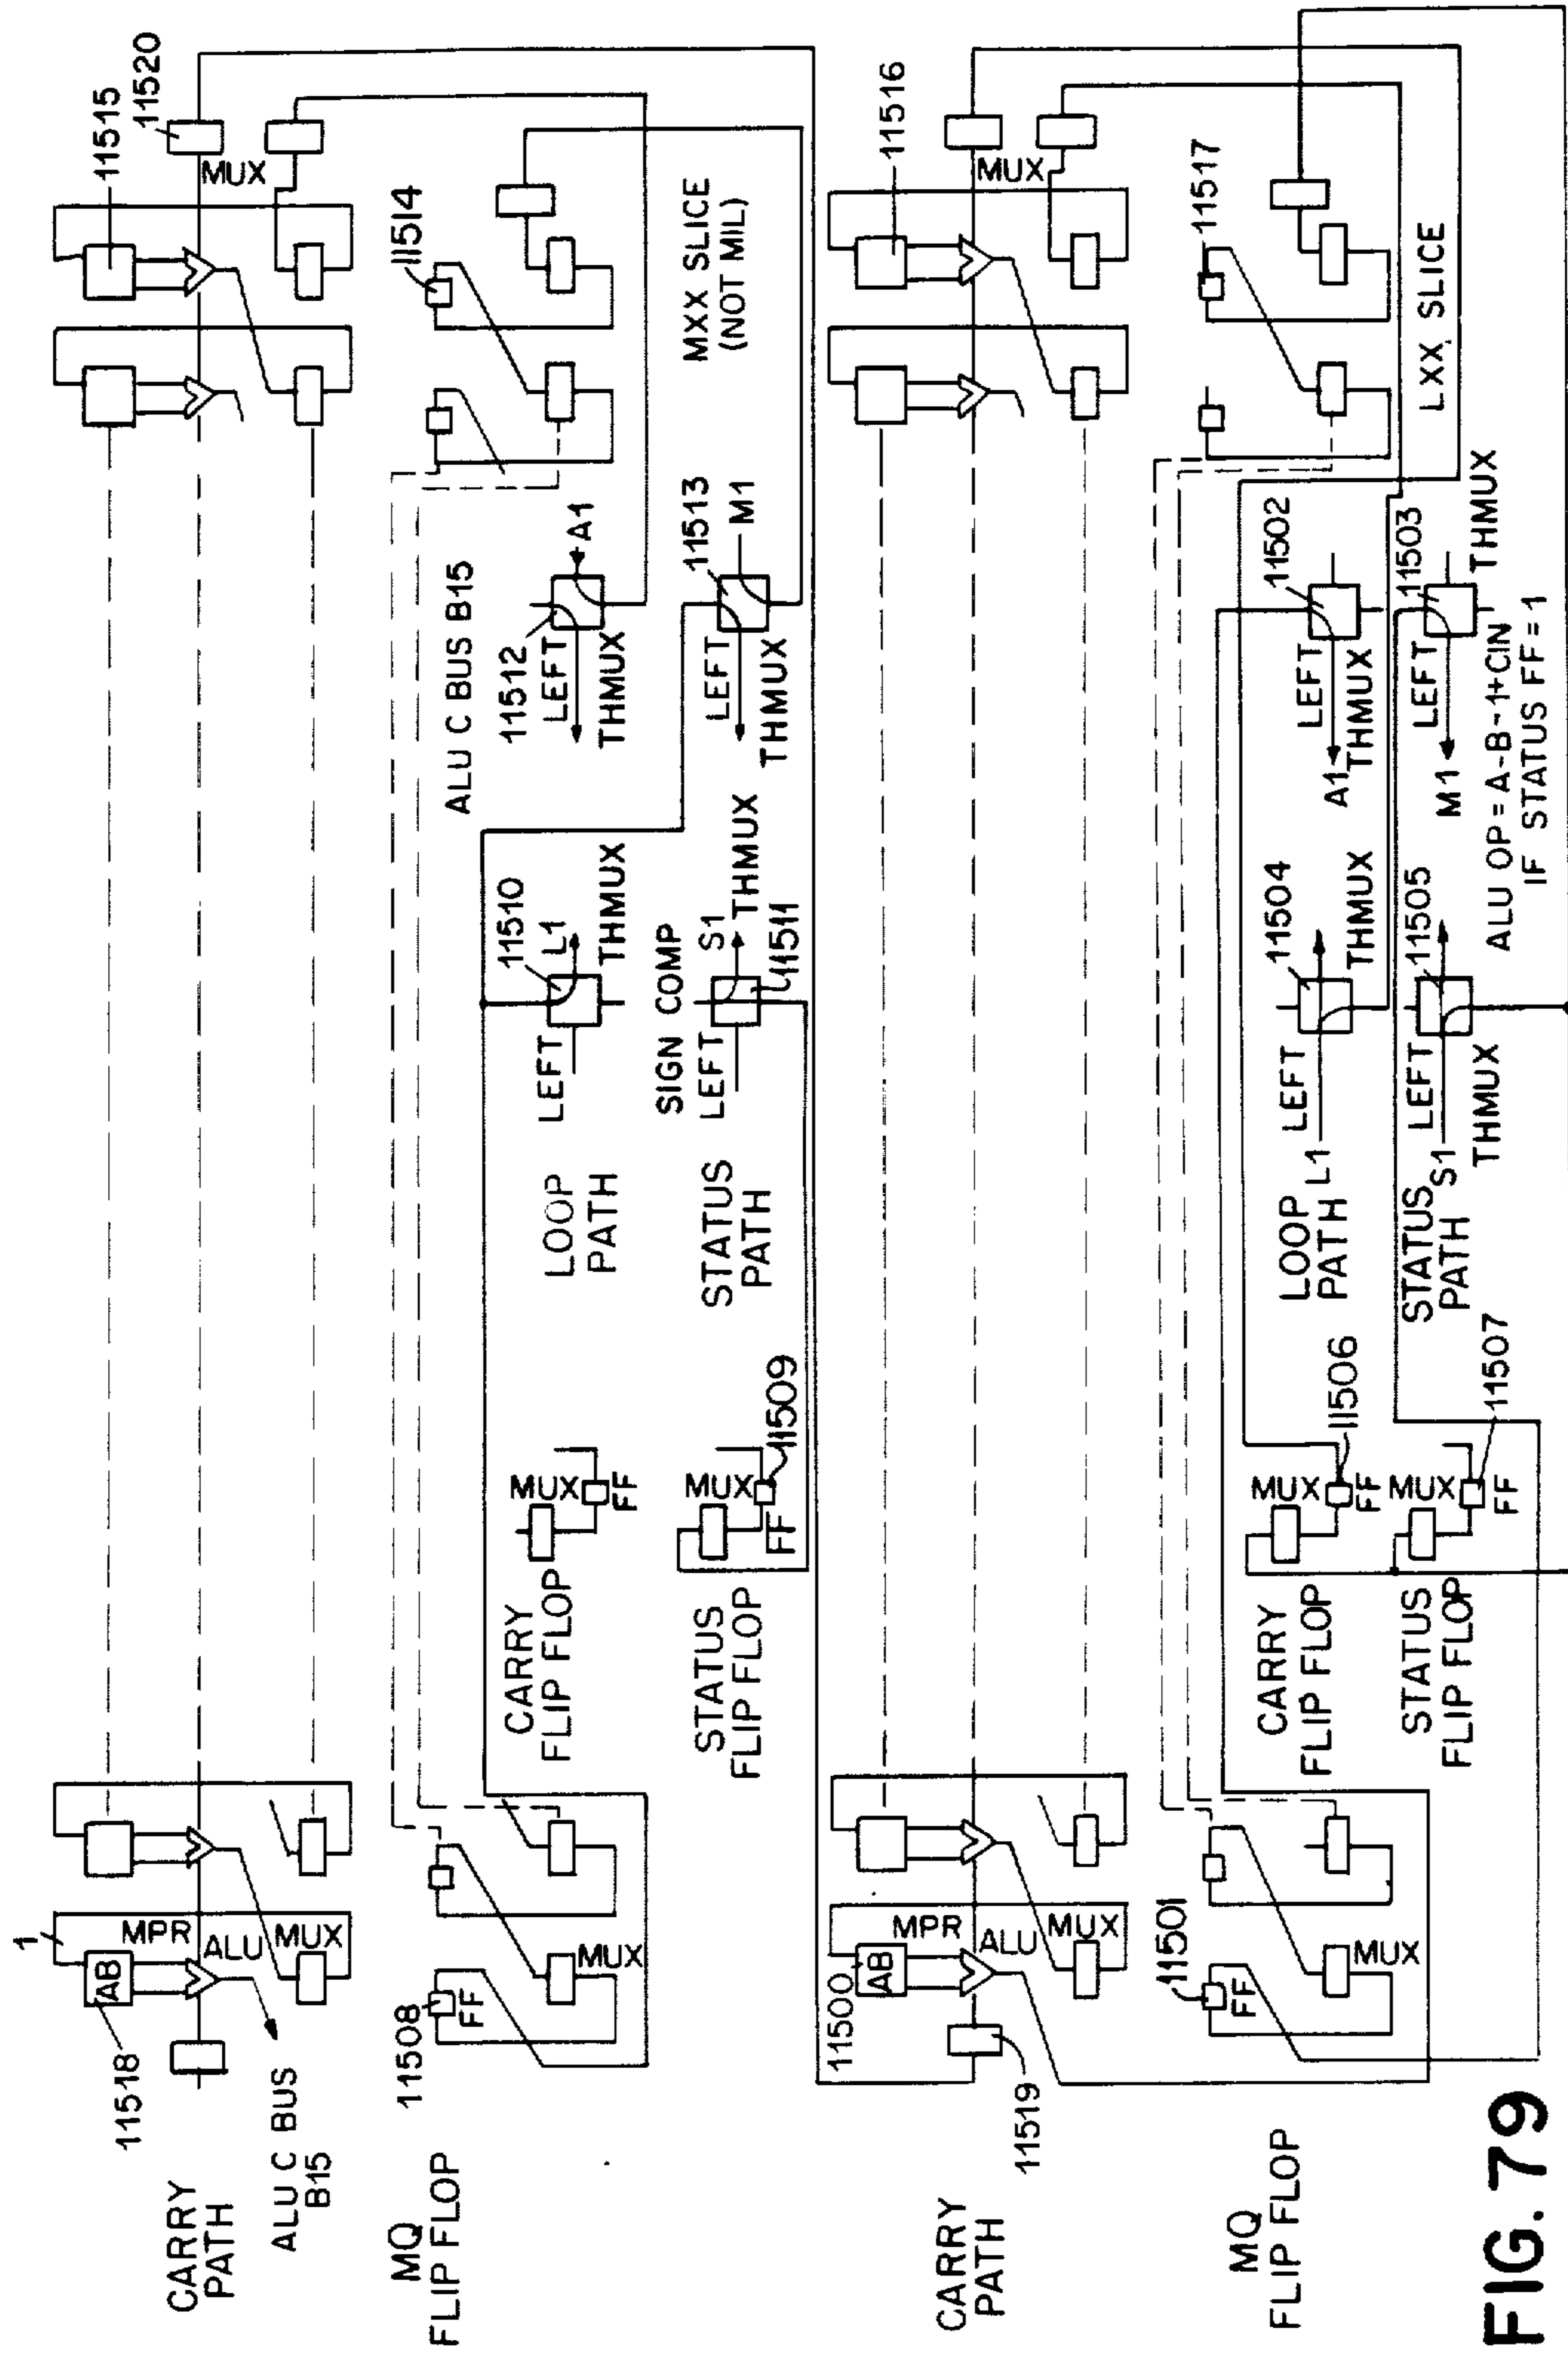 1
11518
AB
MPR
ALU
MUX
CARRY
PATH
ALU C BUS
B15
11515
11520
MUX
MQ
FLIP FLOP
11508
FF
MUX
ALU C BUS B15
11514
CARRY
FLIP FLOP
MUX
FF
LOOP
PATH
11510
LEFT
L1
THMUX
11512
LEFT
A1
THMUX
STATUS
FLIP FLOP
MUX
FF
11509
STATUS
PATH
SIGN COMP
LEFT
S1
THMUX
11511
11513
LEFT
M1
THMUX
MXX SLICE
(NOT MIL)
11500
AB
MPR
ALU
MUX
11519
CARRY
PATH
11516
MUX
MQ
FLIP FLOP
11501
FF
MUX
11517
CARRY
FLIP FLOP
MUX
FF
11506
LOOP
PATH
L1
LEFT
11504
THMUX
11502
LEFT
A1
THMUX
STATUS
FLIP FLOP
MUX
FF
11507
STATUS
PATH
S1
LEFT
11505
THMUX
11503
LEFT
M1
THMUX
LXX SLICE
ALU OP = A-B-1+CIN
IF STATUS FF = 1
FIG. 79